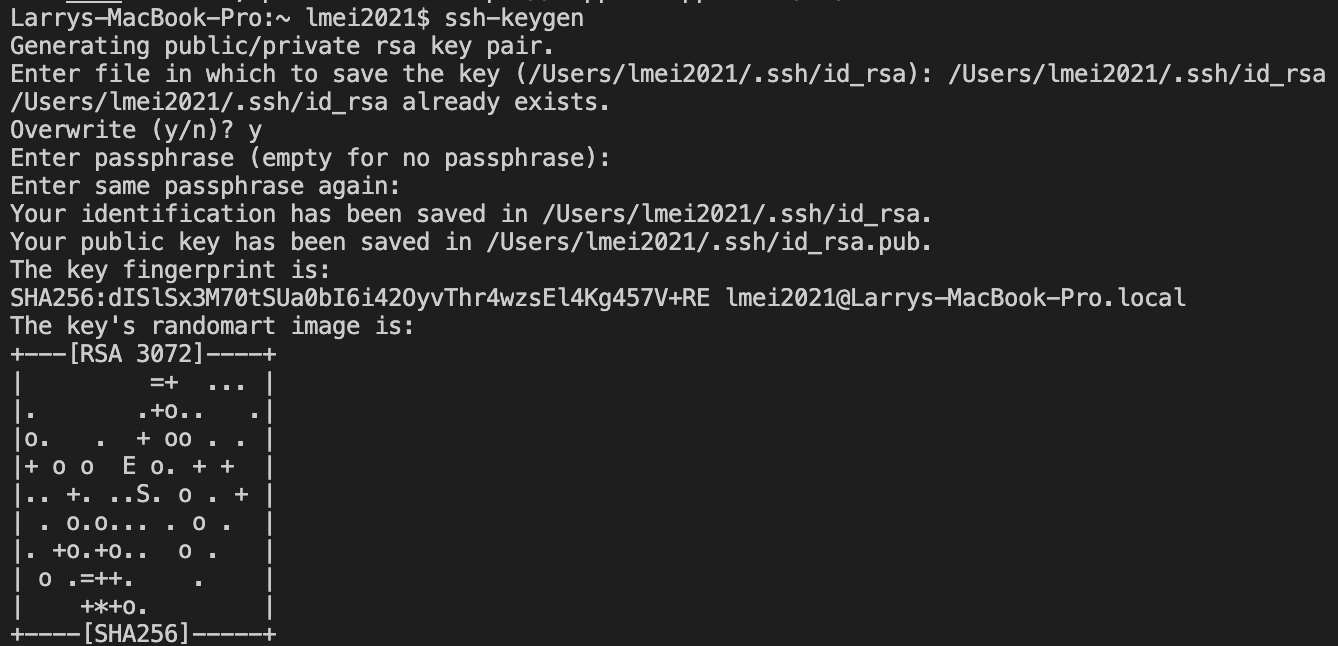 Larrys-MacBook-Pro:~ lmei2021$ ssh-keygen
Generating public/private rsa key pair.
Enter file in which to save the key (/Users/lmei2021/.ssh/id_rsa): /Users/lmei2021/.ssh/id_rsa
/Users/lmei2021/.ssh/id_rsa already exists.
Overwrite (y/n)? y
Enter passphrase (empty for no passphrase):
Enter same passphrase again:
Your identification has been saved in /Users/lmei2021/.ssh/id_rsa.
Your public key has been saved in /Users/lmei2021/.ssh/id_rsa.pub.
The key fingerprint is:
SHA256:dISlSx3M70tSUa0bI6i42OyvThr4wzsEl4Kg457V+RE lmei2021@Larrys-MacBook-Pro.local
The key's randomart image is:
+---[RSA 3072]----+
|         =+  ... |
|.       .+o..   .|
|o.   .  + oo . . |
|+ o o  E o. + +  |
|.. +. ..S. o . + |
| . o.o... . o .  |
|. +o.+o..  o .   |
| o .=++.    .    |
|    +*+o.        |
+----[SHA256]-----+